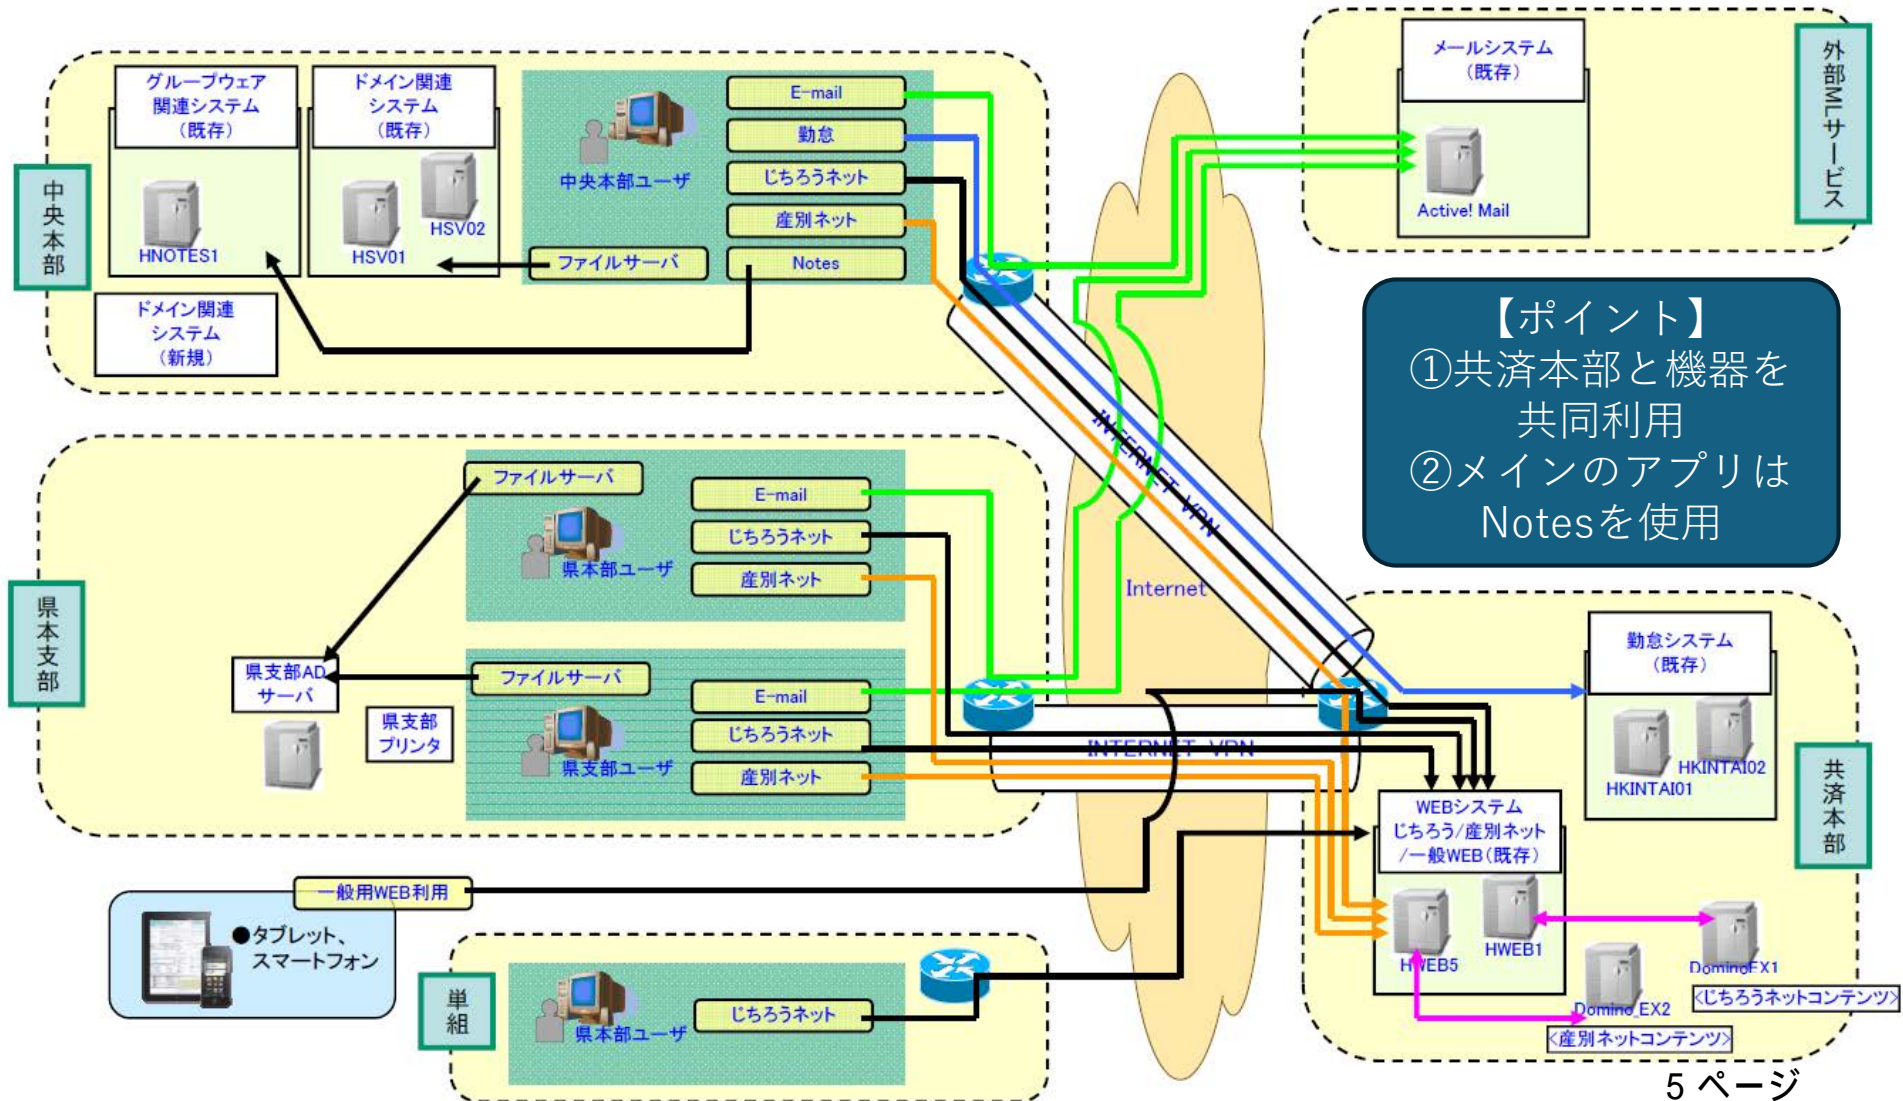 中央本部
グループウェア
関連システム
（既存）
HNOTES1
ドメイン関連
システム
（既存）
HSV02
HSV01
ドメイン関連
システム
（新規）
中央本部ユーザ
E-mail
勤怠
じちろうネット
産別ネット
ファイルサーバ
Notes
外部MLサービス
メールシステム
（既存）
Active! Mail
【ポイント】
①共済本部と機器を
共同利用
②メインのアプリは
Notesを使用
INTERNET VPN
Internet
県本支部
ファイルサーバ
県本部ユーザ
E-mail
じちろうネット
産別ネット
県支部AD
サーバ
県支部
プリンタ
ファイルサーバ
県支部ユーザ
E-mail
じちろうネット
産別ネット
INTERNET VPN
共済本部
勤怠システム
（既存）
HKINTAI02
HKINTAI01
WEBシステム
じちろう/産別ネット
/一般WEB（既存）
HWEB5
HWEB1
DominoEX1
<じちろうネットコンテンツ>
Domino_EX2
<産別ネットコンテンツ>
一般用WEB利用
●タブレット、
スマートフォン
単組
県本部ユーザ
じちろうネット
5 ページ